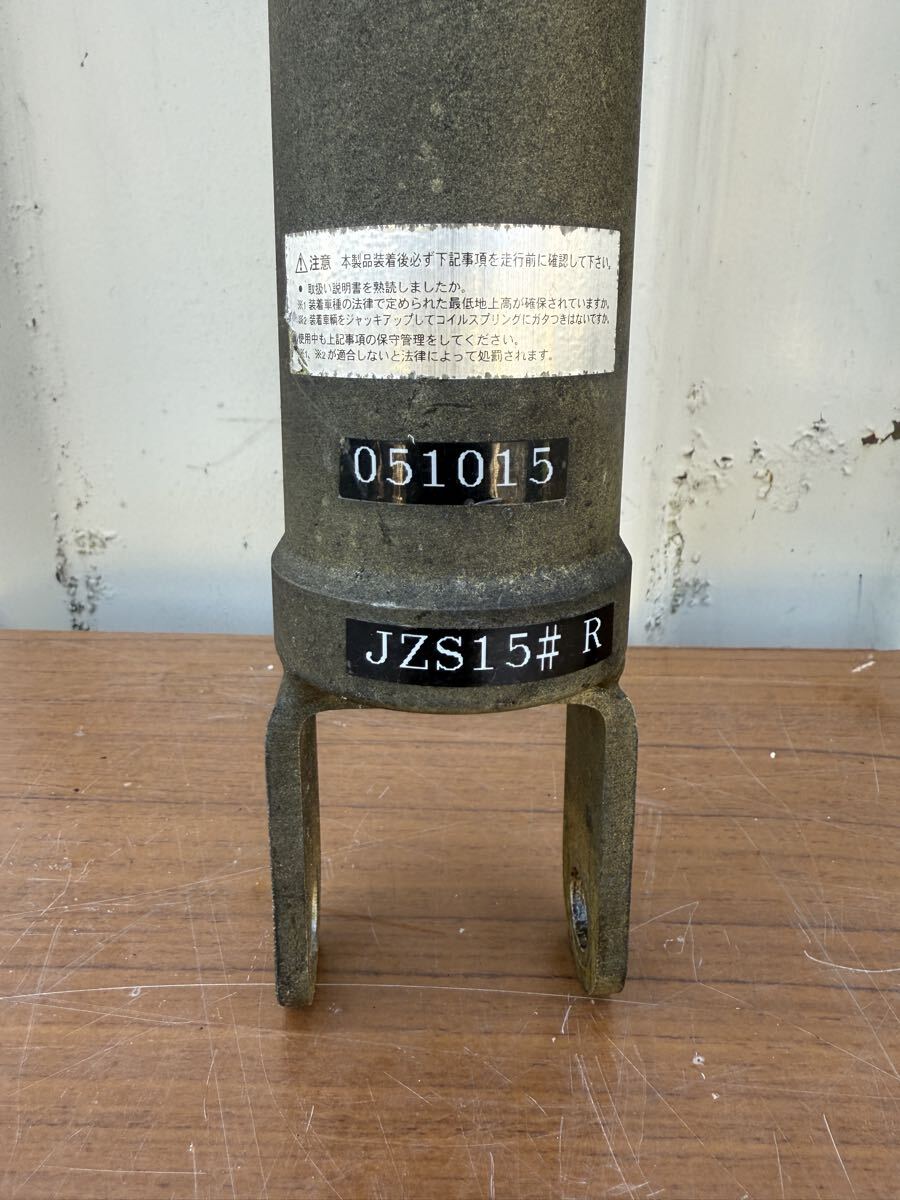 ⚠注意 本製品装着後必ず下記事項を走行前に確認して下さい。
● 取扱い説明書を熟読しましたか。
※1 装着車種の法律で定められた最低地上高が確保されていますか。
※2 装着車輌をジャッキアップしてコイルスプリングにガタつきはないですか。
使用中も上記事項の保守管理をしてください。
※1、※2が適合しないと法律によって処罰されます。
051015
JZS15# R